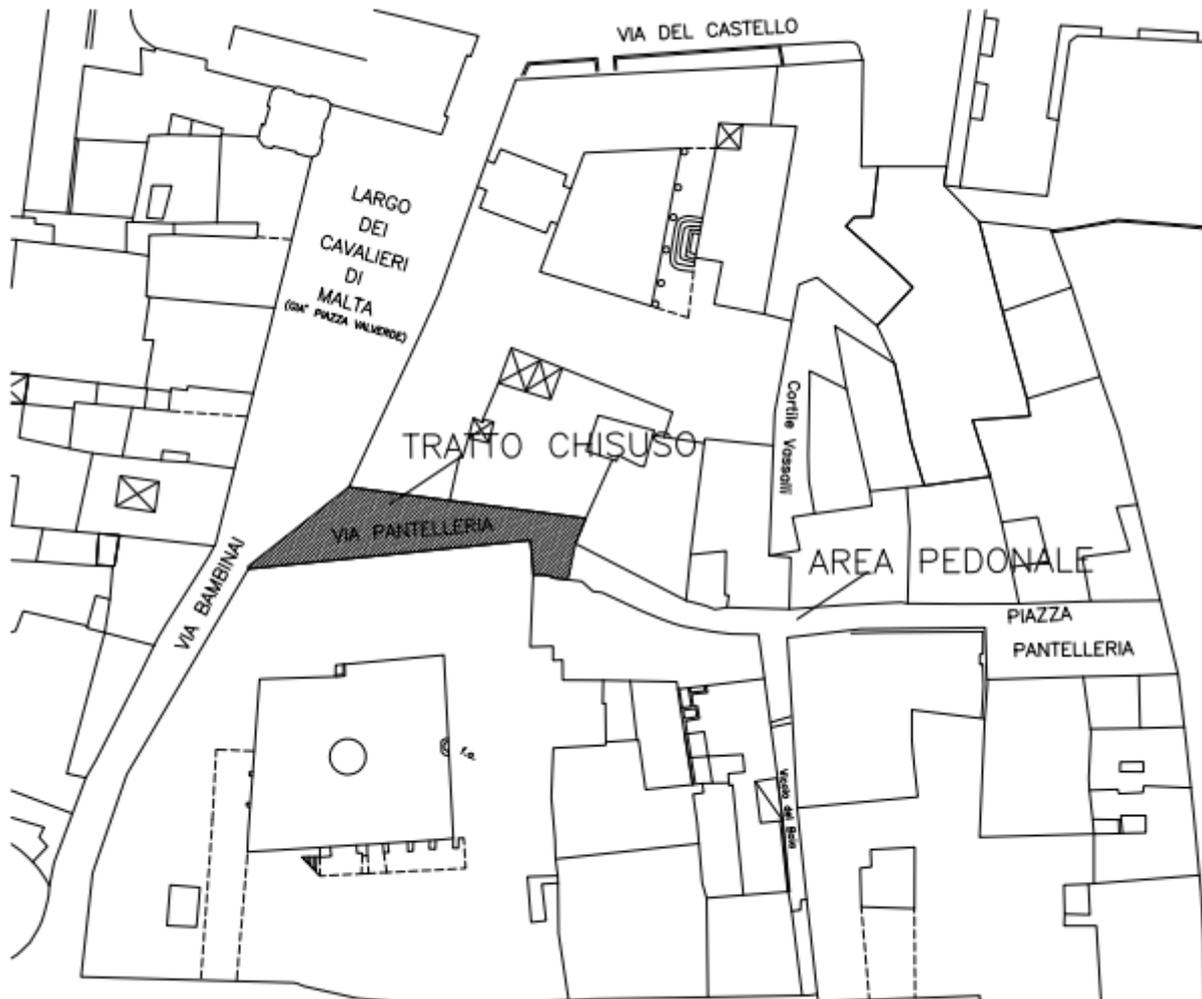 VIA DEL CASTELLO
LARGO
DEI
CAVALIERI
DI
MALTA
(GIA' PIAZZA VALVERDE)
Cortile Vassalli
TRATTO CHISUSO
VIA PANTELLERIA
VIA BAMBINAI
AREA PEDONALE
PIAZZA
PANTELLERIA
f.a.
Vicolo del Bavo